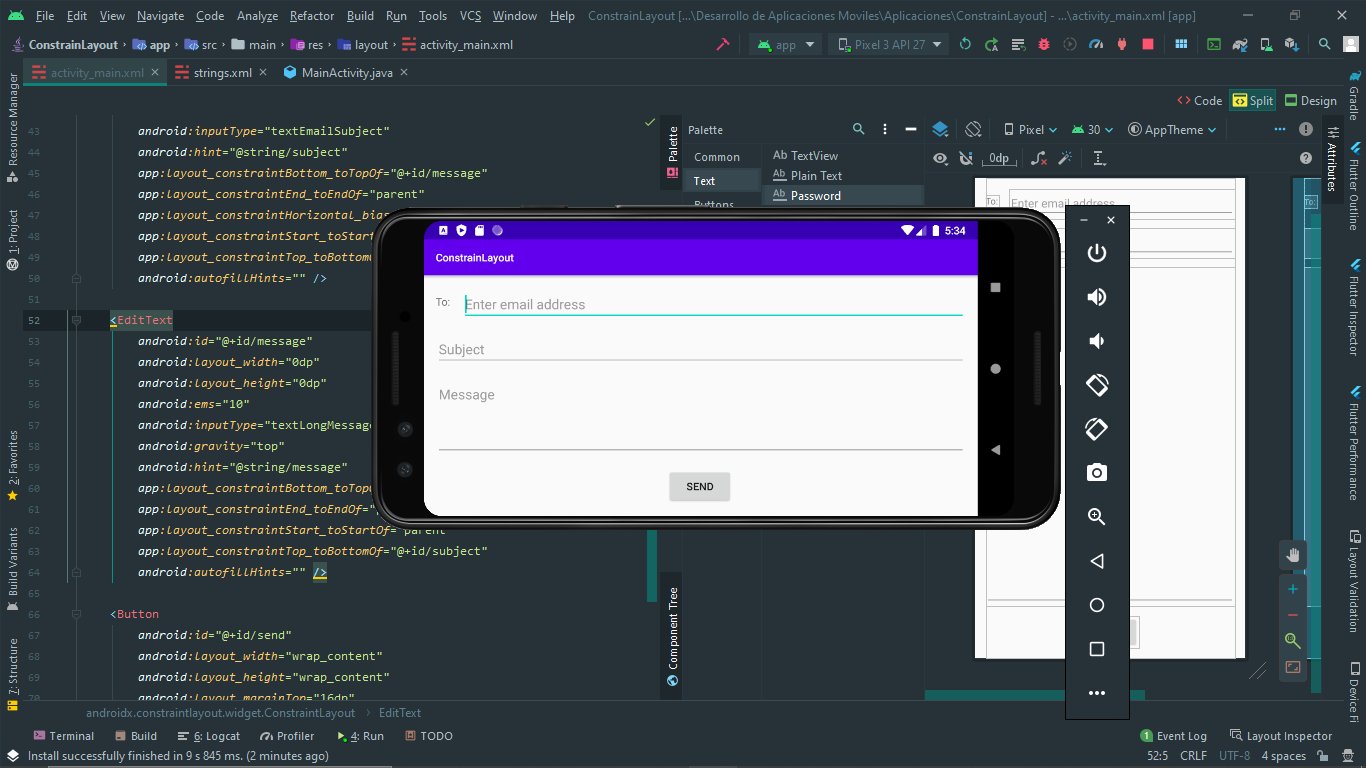 File Edit View Navigate Code Analyze Refactor Build Run Tools VCS Window Help ConstrainLayout [...\Desarrollo de Aplicaciones Moviles\Aplicaciones\ConstrainLayout] - ...\activity_main.xml [app]
ConstrainLayout app src main res layout activity_main.xml app Pixel 3 API 27
activity_main.xml strings.xml MainActivity.java
Code Split Design
Resource Manager
1: Project
2: Favorites
Build Variants
7: Structure
43 android:inputType="textEmailSubject"
44 android:hint="@string/subject"
45 app:layout_constraintBottom_toTopOf="@+id/message"
46 app:layout_constraintEnd_toEndOf="parent"
47 app:layout_constraintHorizontal_bias
48 app:layout_constraintStart_toStart
49 app:layout_constraintTop_toBottom
50 android:autofillHints="" />
51
52 <EditText
53 android:id="@+id/message"
54 android:layout_width="0dp"
55 android:layout_height="0dp"
56 android:ems="10"
57 android:inputType="textLongMessage
58 android:gravity="top"
59 android:hint="@string/message"
60 app:layout_constraintBottom_toTop
61 app:layout_constraintEnd_toEndOf="
62 app:layout_constraintStart_toStartOf="parent"
63 app:layout_constraintTop_toBottomOf="@+id/subject"
64 android:autofillHints="" />
65
66 <Button
67 android:id="@+id/send"
68 android:layout_width="wrap_content"
69 android:layout_height="wrap_content"
70 android:layout_marginTop="16dp"
androidx.constraintlayout.widget.ConstraintLayout EditText
Palette
Component Tree
Palette
Common
Text
Buttons
Ab TextView
Ab Plain Text
Ab Password
Pixel 30 AppTheme
0dp
To: Enter email address
To:
5:34
ConstrainLayout
To: Enter email address
Subject
Message
SEND
Attributes
Gradle
Flutter Outline
Flutter Inspector
Flutter Performance
Layout Validation
Device Fi
Terminal Build 6: Logcat Profiler 4: Run TODO 1 Event Log Layout Inspector
Install successfully finished in 9 s 845 ms. (2 minutes ago) 52:5 CRLF UTF-8 4 spaces